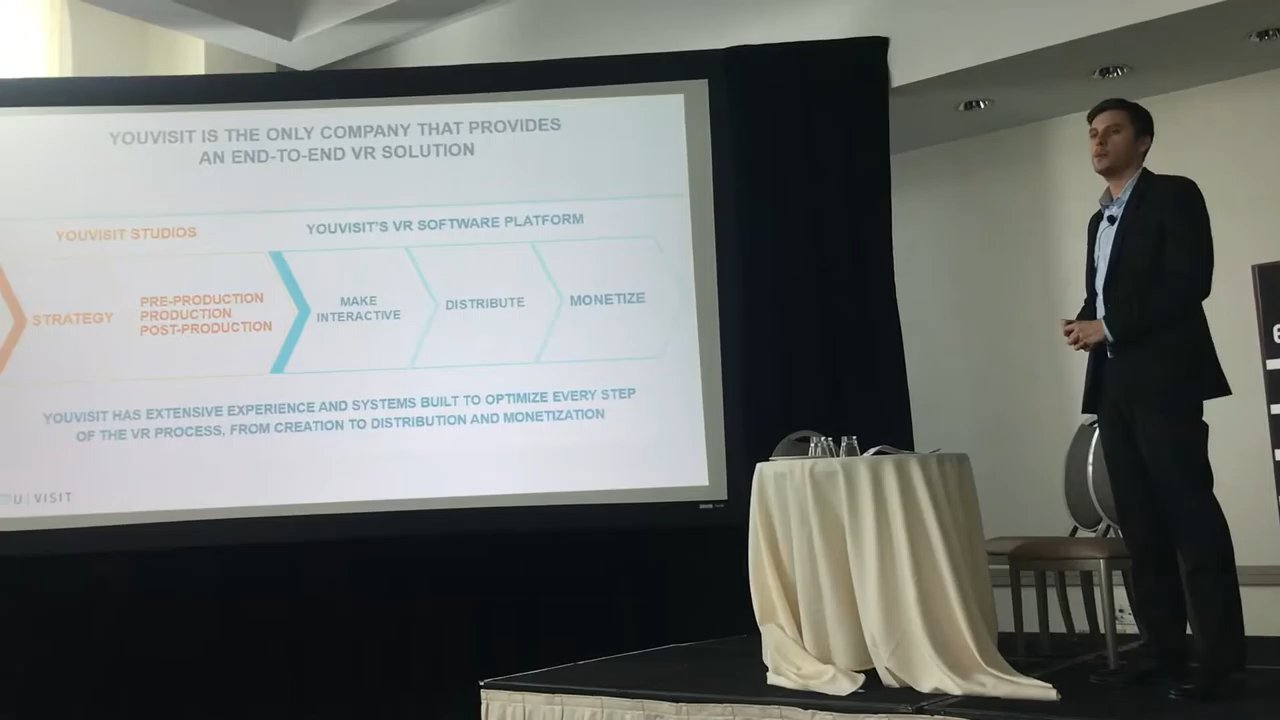 YOUVISIT IS THE ONLY COMPANY THAT PROVIDES
AN END-TO-END VR SOLUTION
YOUVISIT STUDIOS
YOUVISIT'S VR SOFTWARE PLATFORM
STRATEGY
PRE-PRODUCTION
PRODUCTION
POST-PRODUCTION
MAKE
INTERACTIVE
DISTRIBUTE
MONETIZE
YOUVISIT HAS EXTENSIVE EXPERIENCE AND SYSTEMS BUILT TO OPTIMIZE EVERY STEP
OF THE VR PROCESS, FROM CREATION TO DISTRIBUTION AND MONETIZATION
OU | VISIT